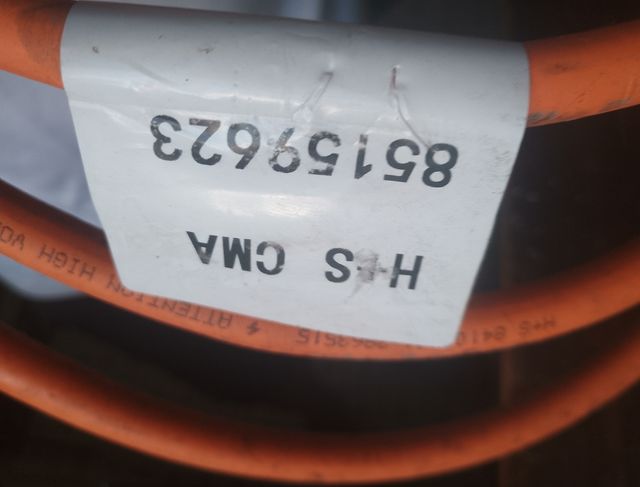 H+S ATTENTION HIGH
H+S CMA
85159623